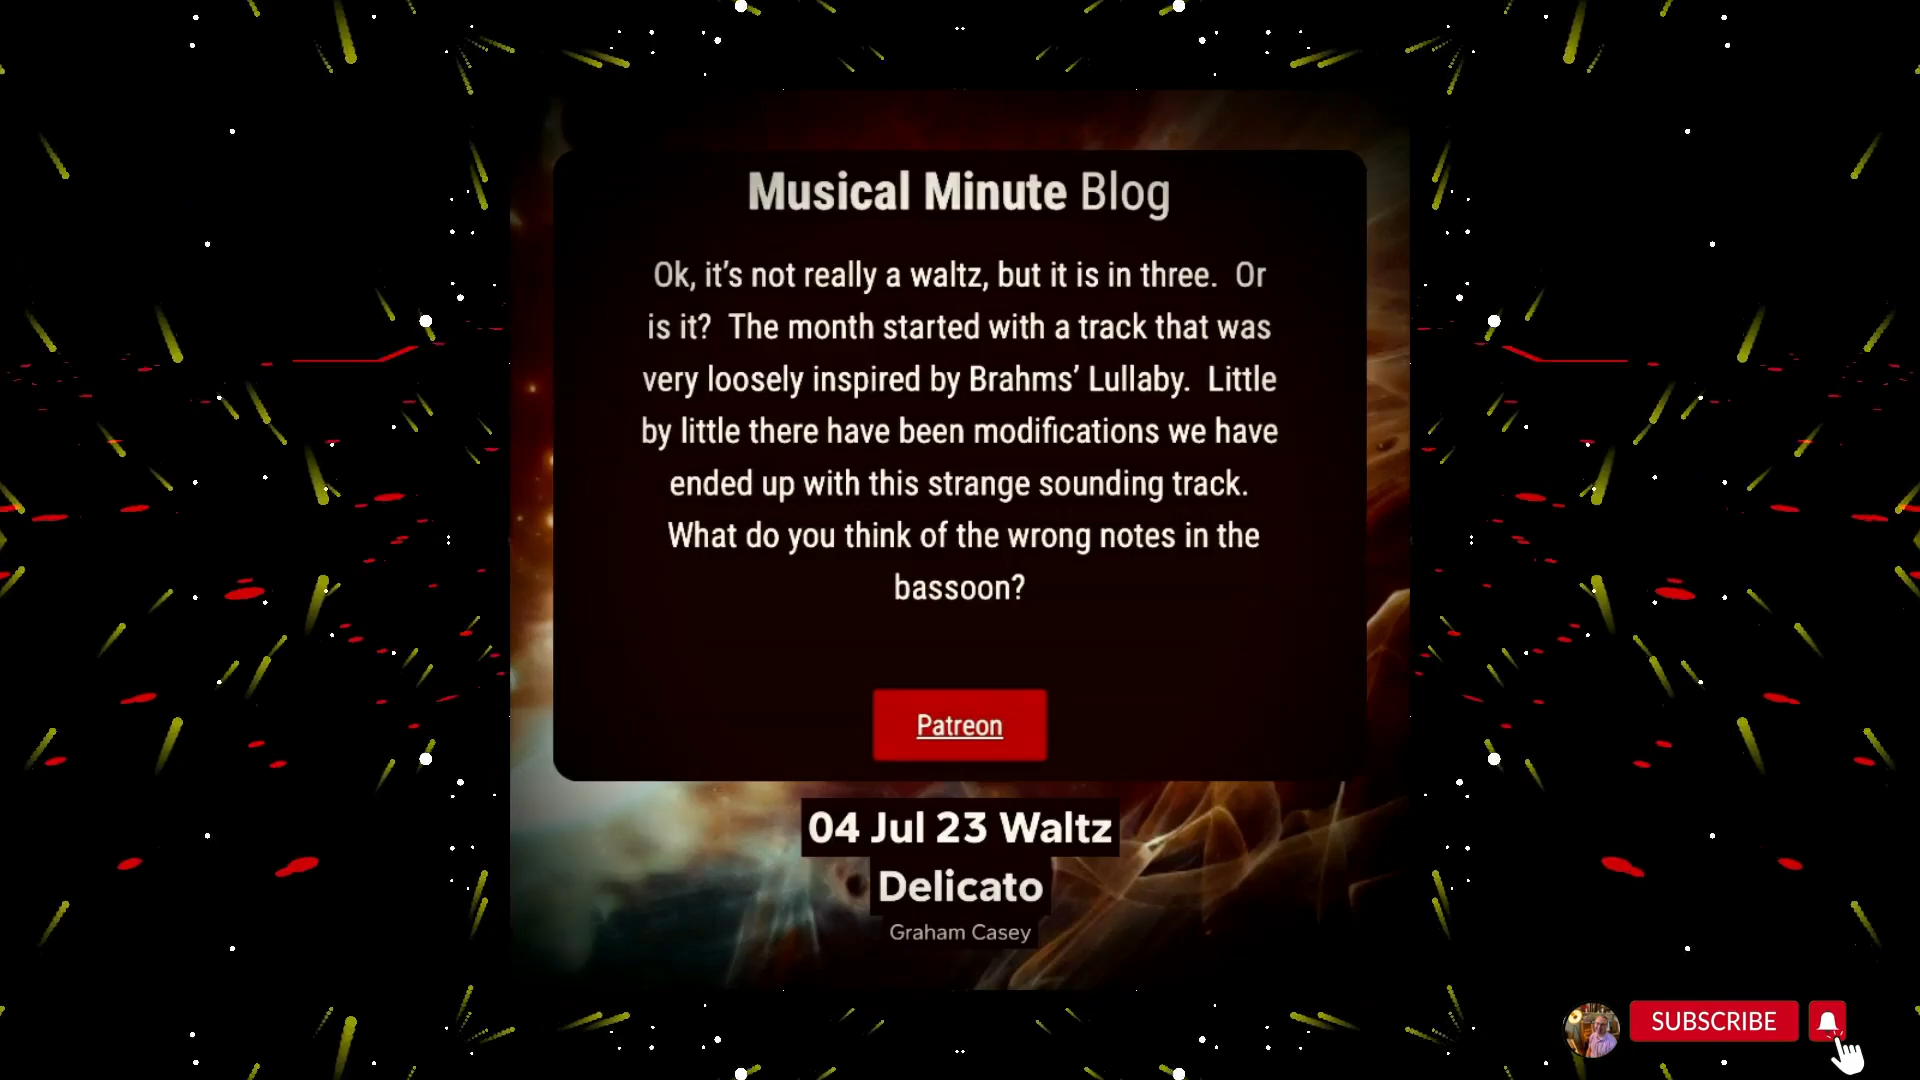 Musical Minute Blog
Ok, it’s not really a waltz, but it is in three.  Or
is it?  The month started with a track that was
very loosely inspired by Brahms’ Lullaby.  Little
by little there have been modifications we have
ended up with this strange sounding track.
What do you think of the wrong notes in the
bassoon?
Patreon
04 Jul 23 Waltz
Delicato
Graham Casey
SUBSCRIBE